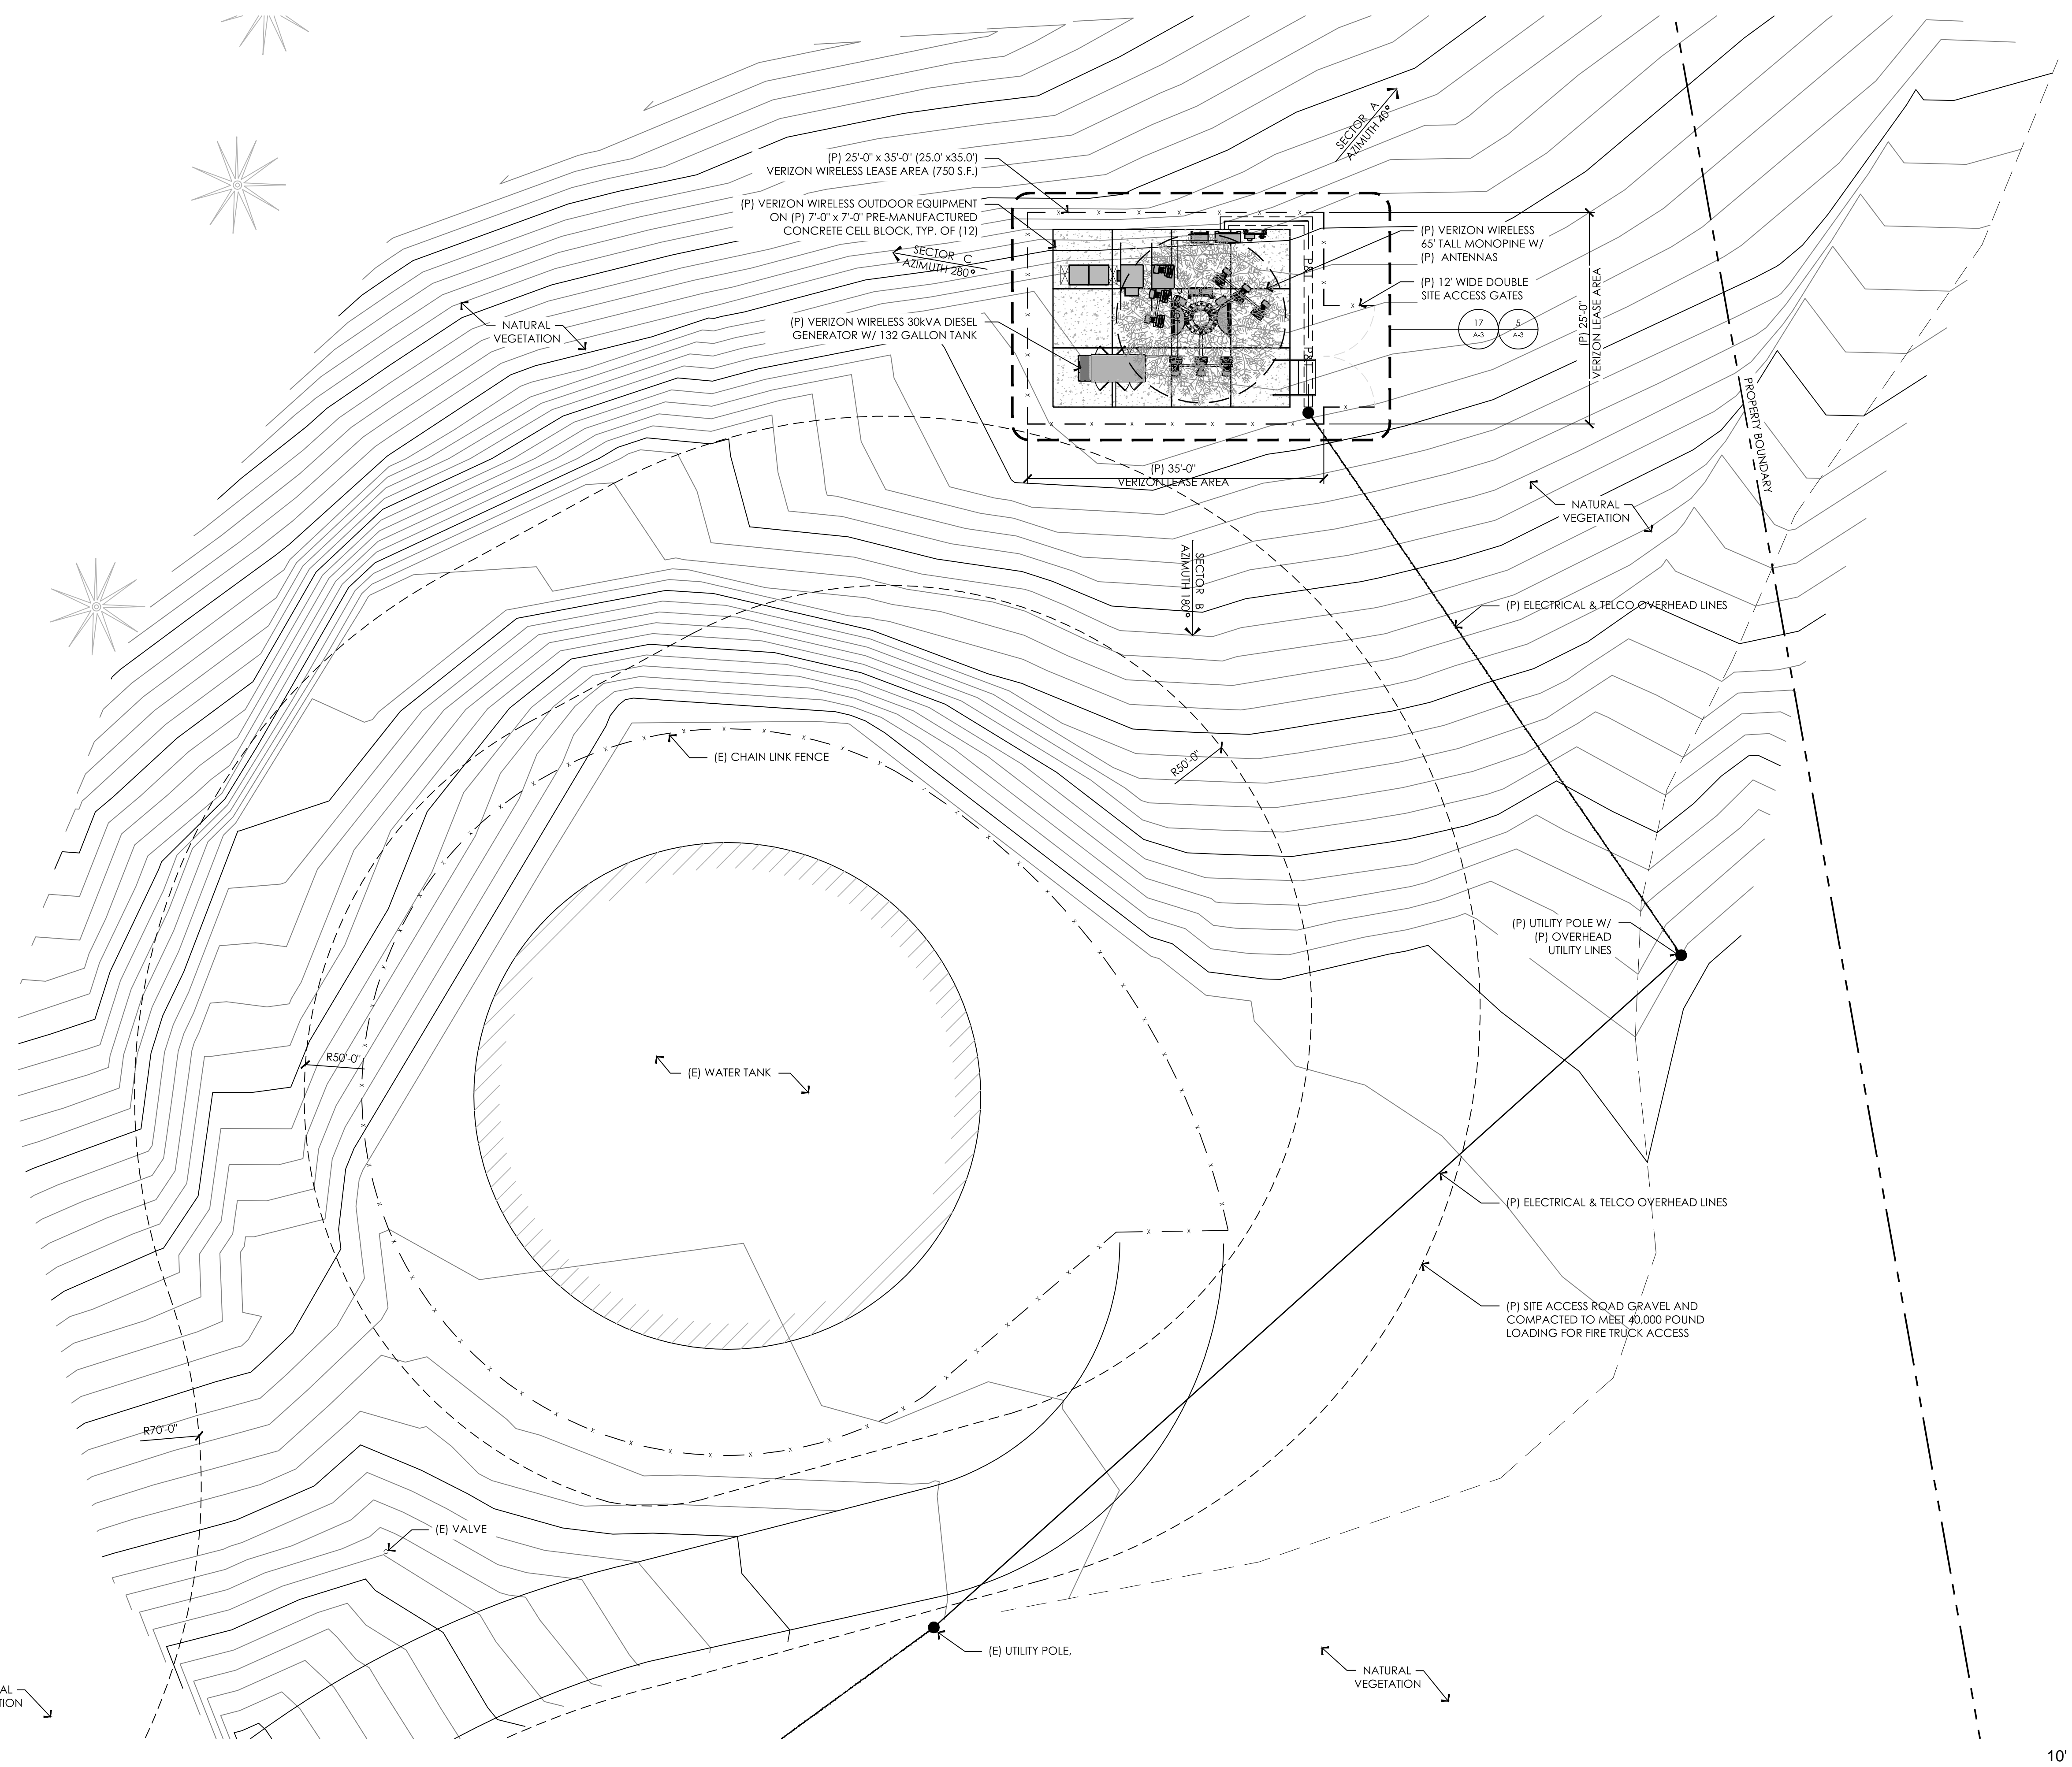 SECTOR A
AZIMUTH 40°
(P) 25'-0" x 35'-0" (25.0' x35.0')
VERIZON WIRELESS LEASE AREA (750 S.F.)
(P) VERIZON WIRELESS OUTDOOR EQUIPMENT
ON (P) 7'-0" x 7'-0" PRE-MANUFACTURED
CONCRETE CELL BLOCK, TYP. OF (12)
SECTOR C
AZIMUTH 280°
(P) VERIZON WIRELESS
65' TALL MONOPINE W/
(P) ANTENNAS
(P) 12' WIDE DOUBLE
SITE ACCESS GATES
17
A-3
5
A-3
(P) 25'-0"
VERIZON LEASE AREA
NATURAL
VEGETATION
(P) VERIZON WIRELESS 30kVA DIESEL
GENERATOR W/ 132 GALLON TANK
PROPERTY BOUNDARY
(P) 35'-0"
VERIZON LEASE AREA
NATURAL
VEGETATION
SECTOR B
AZIMUTH 180°
(P) ELECTRICAL & TELCO OVERHEAD LINES
(E) CHAIN LINK FENCE
R50'-0"
(P) UTILITY POLE W/
(P) OVERHEAD
UTILITY LINES
R50'-0"
(E) WATER TANK
(P) ELECTRICAL & TELCO OVERHEAD LINES
(P) SITE ACCESS ROAD GRAVEL AND
COMPACTED TO MEET 40,000 POUND
LOADING FOR FIRE TRUCK ACCESS
R70'-0"
(E) VALVE
(E) UTILITY POLE,
NATURAL
VEGETATION
AL
TION
10'